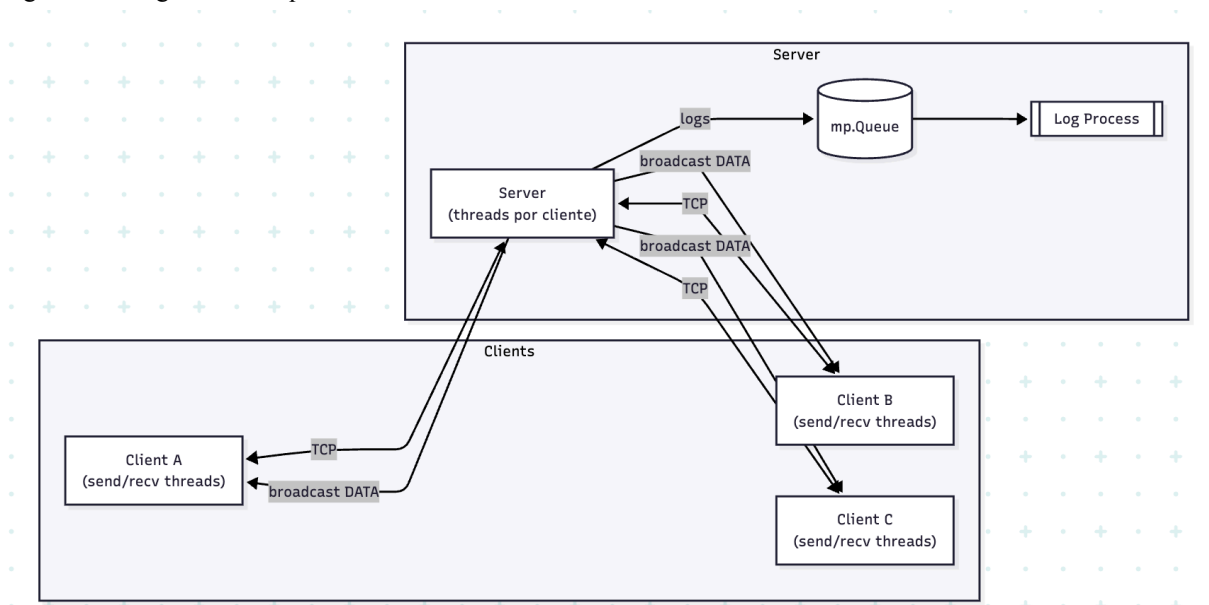 Server
logs
mp.Queue
Log Process
broadcast DATA
Server
(threads por cliente)
TCP
broadcast DATA
TCP
Clients
Client B
(send/recv threads)
TCP
Client A
(send/recv threads)
broadcast DATA
Client C
(send/recv threads)